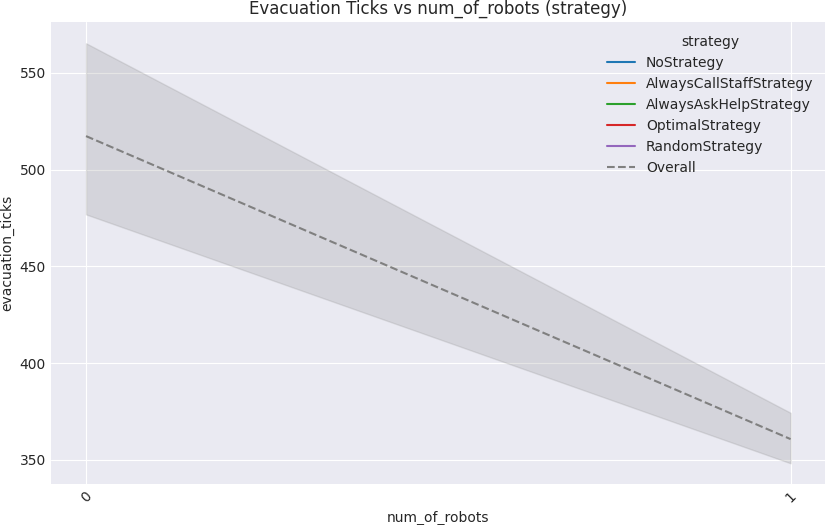 Evacuation Ticks vs num_of_robots (strategy)
strategy
NoStrategy
AlwaysCallStaffStrategy
AlwaysAskHelpStrategy
OptimalStrategy
RandomStrategy
Overall
evacuation_ticks
550
500
450
400
350
0
1
num_of_robots